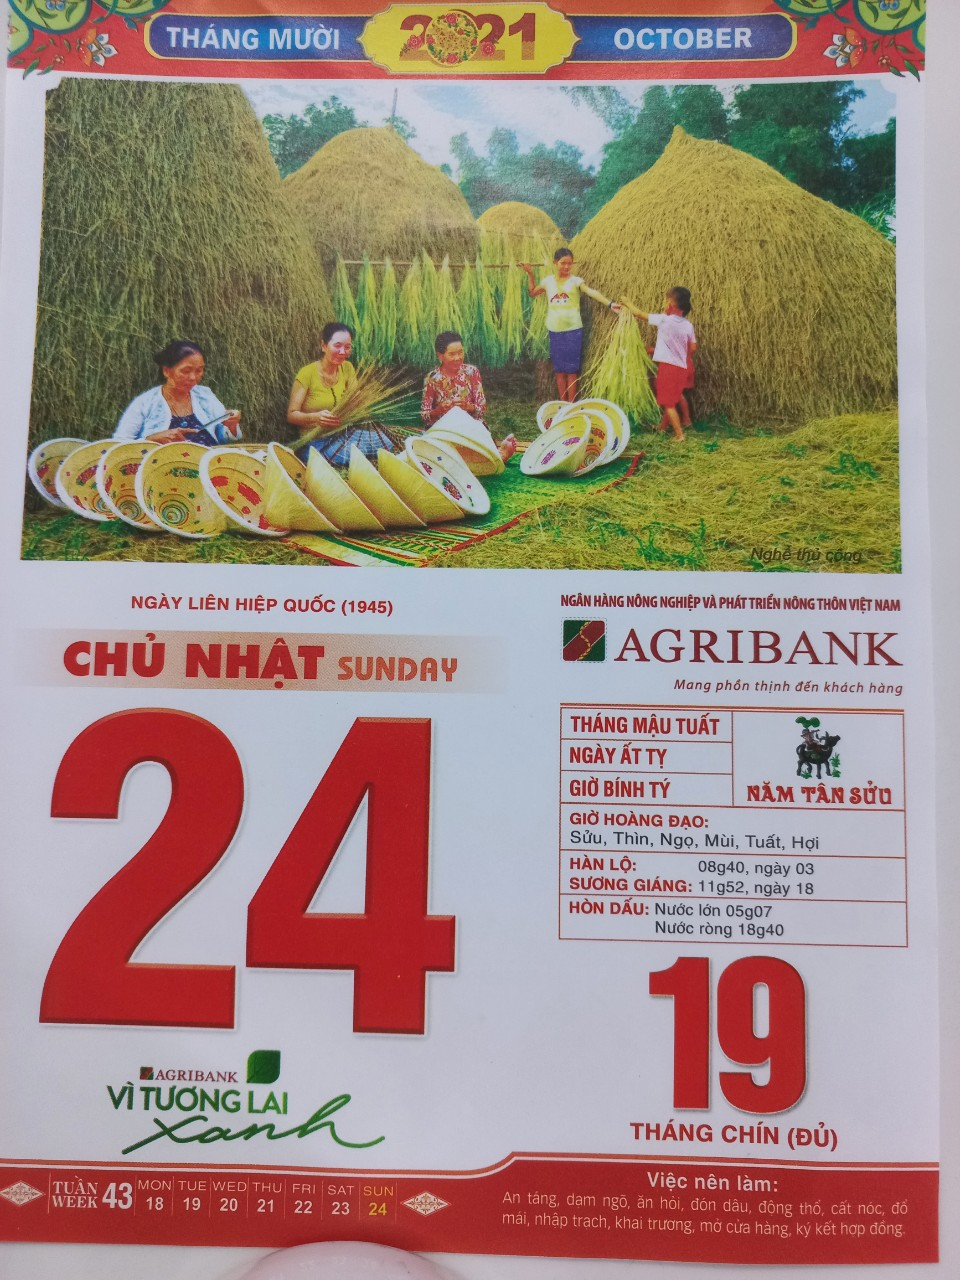 THÁNG MƯỜI 2021 OCTOBER
Nghề thủ công
NGÀY LIÊN HIỆP QUỐC (1945)
CHỦ NHẬT SUNDAY
24
NGÂN HÀNG NÔNG NGHIỆP VÀ PHÁT TRIỂN NÔNG THÔN VIỆT NAM
AGRIBANK
Mang phồn thịnh đến khách hàng
THÁNG MẬU TUẤT
NGÀY ẤT TỴ
GIỜ BÍNH TÝ
NĂM TÂN SỬU
GIỜ HOÀNG ĐẠO:
Sửu, Thìn, Ngọ, Mùi, Tuất, Hợi
HÀN LỘ: 08g40, ngày 03
SƯƠNG GIÁNG: 11g52, ngày 18
HÒN DẤU: Nước lớn 05g07
Nước ròng 18g40
19
THÁNG CHÍN (ĐỦ)
AGRIBANK
VÌ TƯƠNG LAI
xanh
TUẦN WEEK 43
MON TUE WED THU FRI SAT SUN
18 19 20 21 22 23 24
Việc nên làm:
An táng, dạm ngõ, ăn hỏi, đón dâu, động thổ, cất nóc, đổ
mái, nhập trạch, khai trương, mở cửa hàng, ký kết hợp đồng.